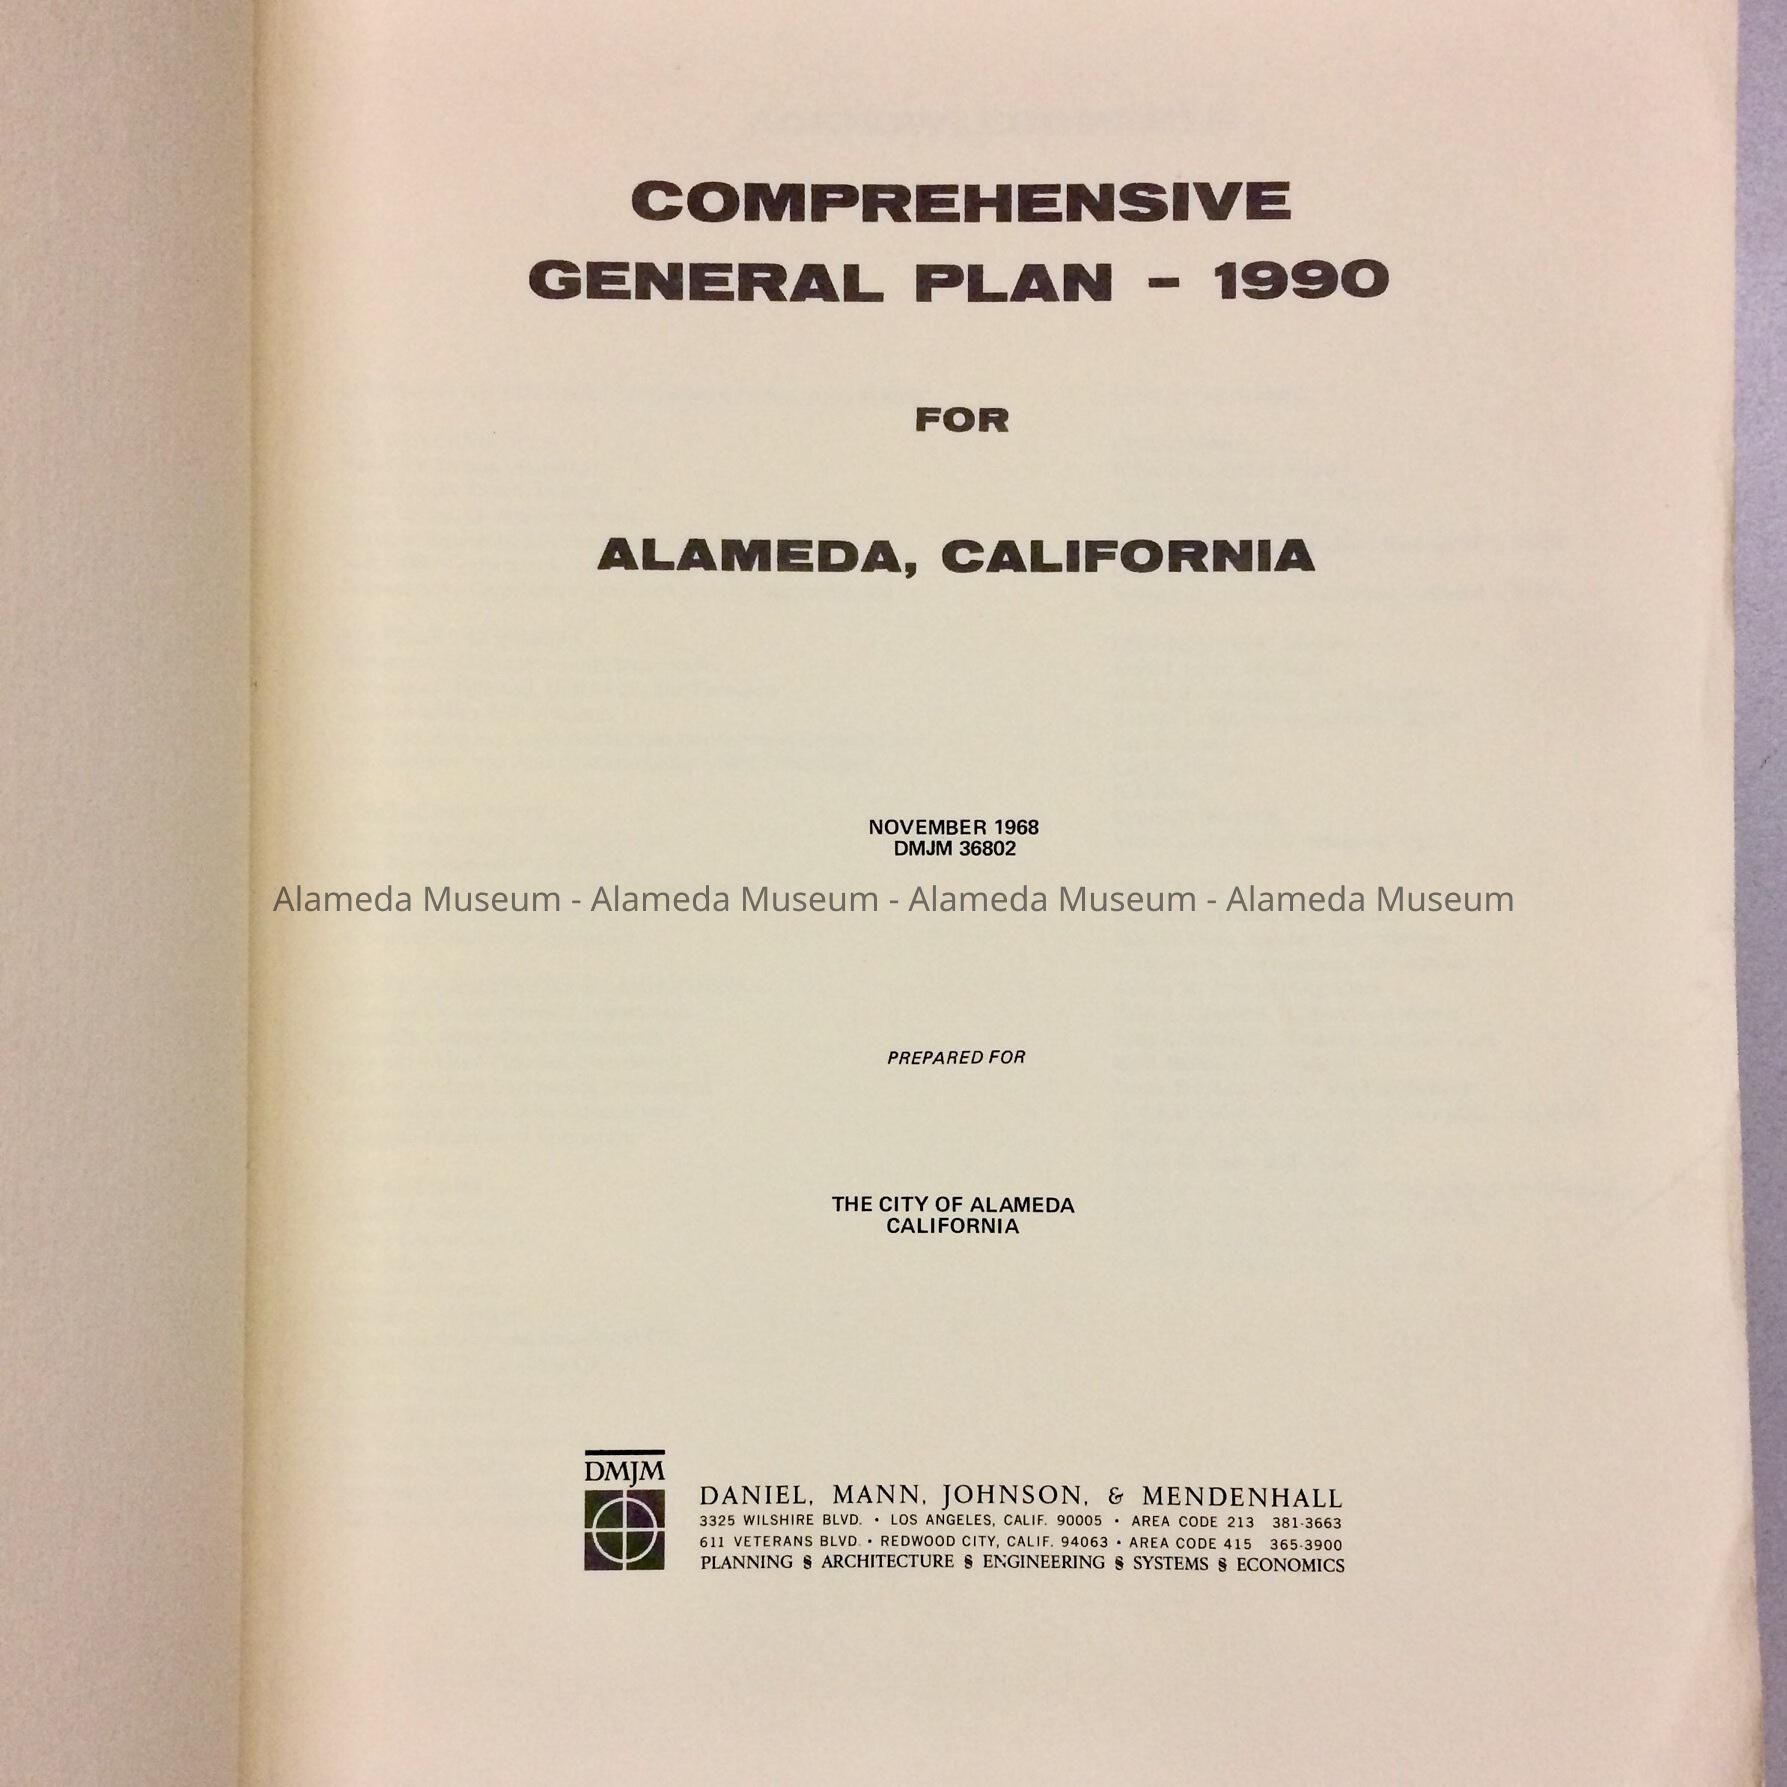 COMPREHENSIVE
GENERAL PLAN - 1990
FOR
ALAMEDA, CALIFORNIA
NOVEMBER 1968
DMJM 36802
Alameda Museum - Alameda Museum - Alameda Museum - Alameda Museum
PREPARED FOR
THE CITY OF ALAMEDA
CALIFORNIA
DMJM
DANIEL, MANN, JOHNSON, & MENDENHALL
3325 WILSHIRE BLVD. • LOS ANGELES, CALIF. 90005 • AREA CODE 213 381-3663
611 VETERANS BLVD. • REDWOOD CITY, CALIF. 94063 • AREA CODE 415 365-3900
PLANNING § ARCHITECTURE § ENGINEERING § SYSTEMS § ECONOMICS